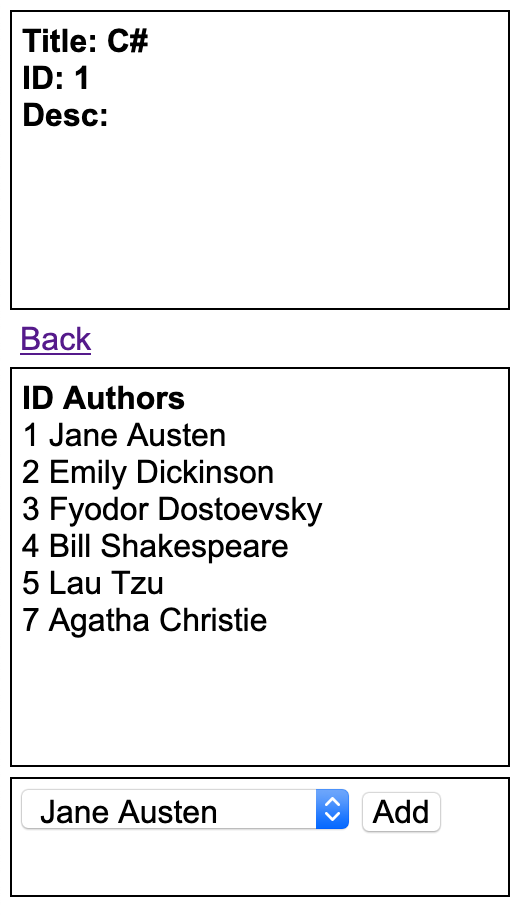 Title: C#
ID: 1
Desc:
Back
ID Authors
1 Jane Austen
2 Emily Dickinson
3 Fyodor Dostoevsky
4 Bill Shakespeare
5 Lau Tzu
7 Agatha Christie
Jane Austen Add